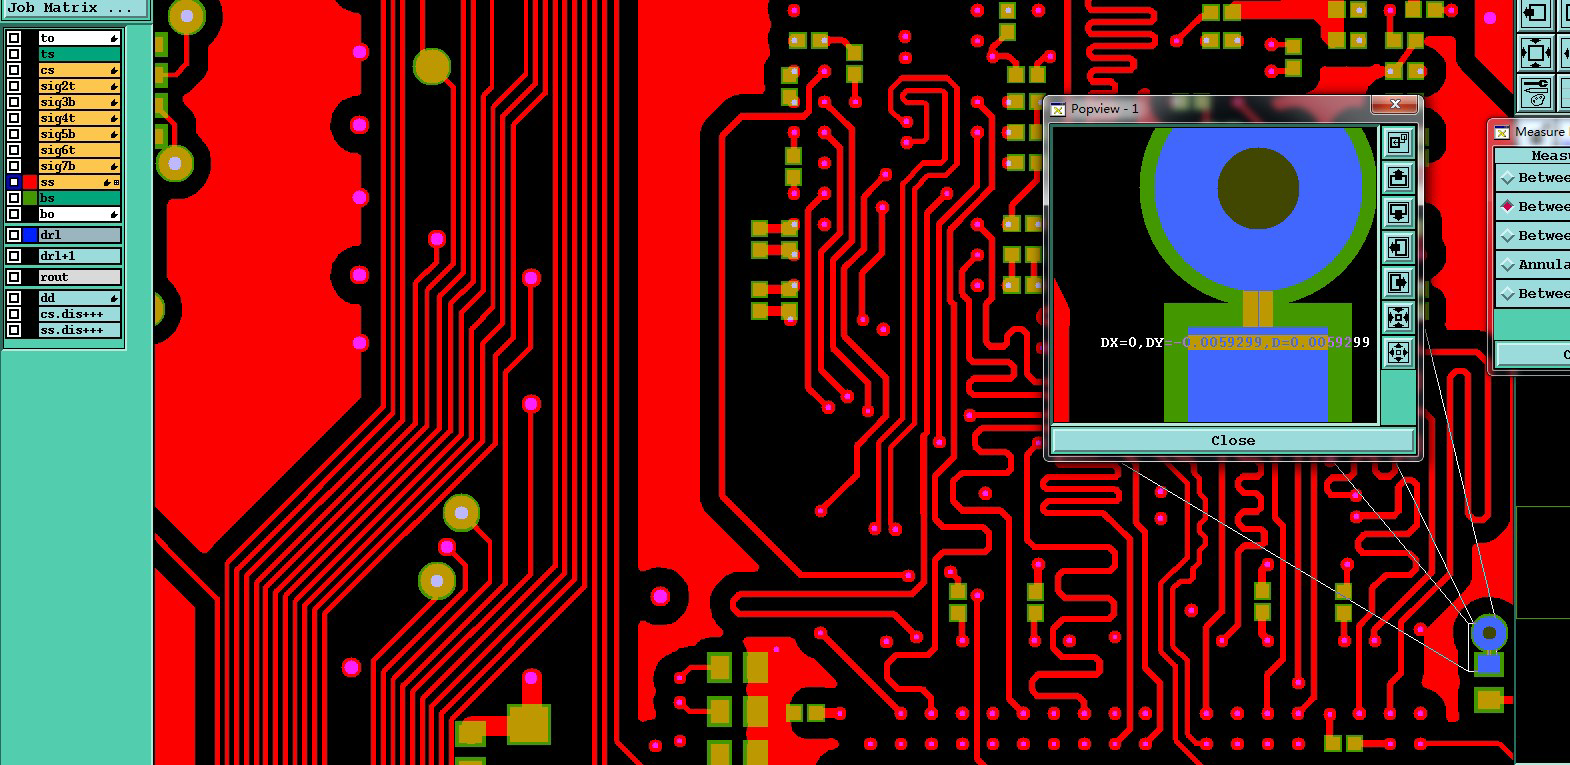 Job Matrix ...
to
ts
cs
sig2t
sig3b
sig4t
sig5b
sig6t
sig7b
ss
bs
bo
drl
drl+1
rout
dd
cs.dis+++
ss.dis+++
Popview - 1
DX=0,DY=-0.0059299,D=0.0059299
Close
Measure
Measu
Betwee
Betwee
Betwee
Annula
Betwee
C